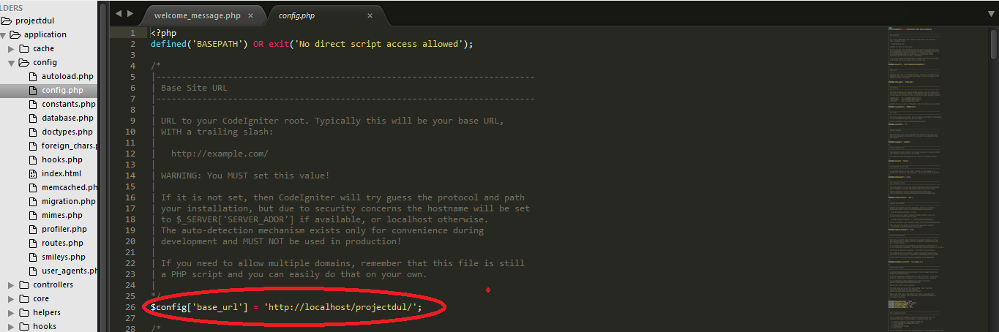 LDERS
projectdul
application
cache
config
autoload.php
config.php
constants.php
database.php
doctypes.php
foreign_chars.p
hooks.php
index.html
memcached.ph
migration.php
mimes.php
profiler.php
routes.php
smileys.php
user_agents.ph
controllers
core
helpers
hooks
welcome_message.php ×
config.php ×
1 <?php
2 defined('BASEPATH') OR exit('No direct script access allowed');
3
4 /*
5 |--------------------------------------------------------------------------
6 | Base Site URL
7 |--------------------------------------------------------------------------
8 |
9 | URL to your CodeIgniter root. Typically this will be your base URL,
10 | WITH a trailing slash:
11 |
12 | http://example.com/
13 |
14 | WARNING: You MUST set this value!
15 |
16 | If it is not set, then CodeIgniter will try guess the protocol and path
17 | your installation, but due to security concerns the hostname will be set
18 | to $_SERVER['SERVER_ADDR'] if available, or localhost otherwise.
19 | The auto-detection mechanism exists only for convenience during
20 | development and MUST NOT be used in production!
21 |
22 | If you need to allow multiple domains, remember that this file is still
23 | a PHP script and you can easily do that on your own.
24 |
25 */
26 $config['base_url'] = 'http://localhost/projectdul/';
27
28 /*